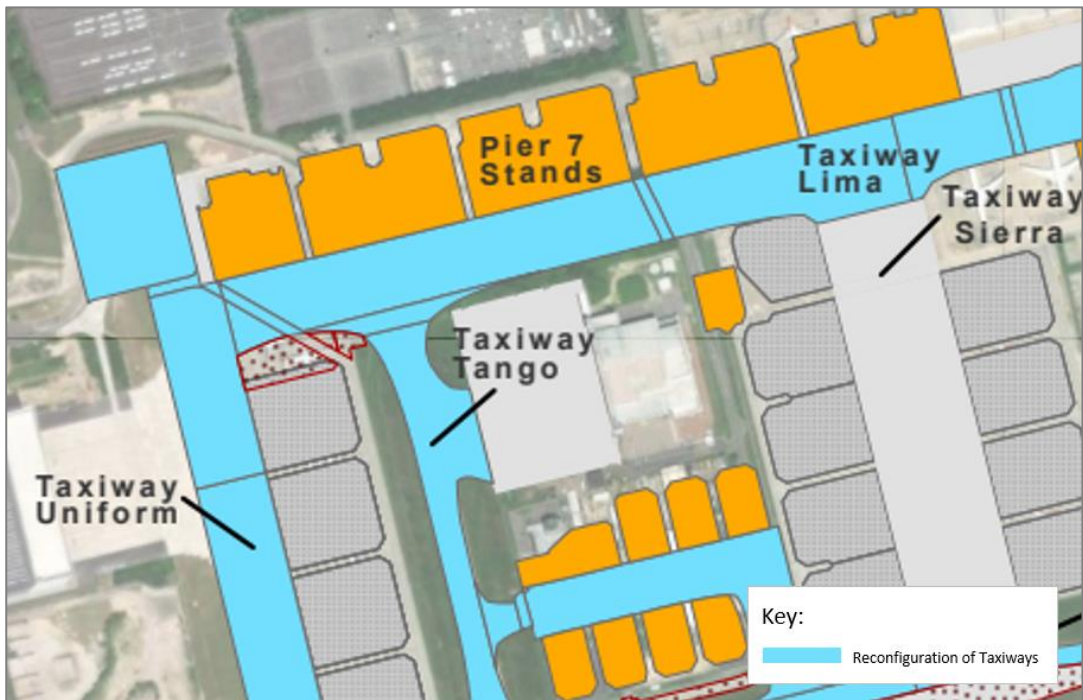 Pier 7
Stands
Taxiway
Lima
Taxiway
Sierra
Taxiway
Tango
Taxiway
Uniform
Key:
Reconfiguration of Taxiways